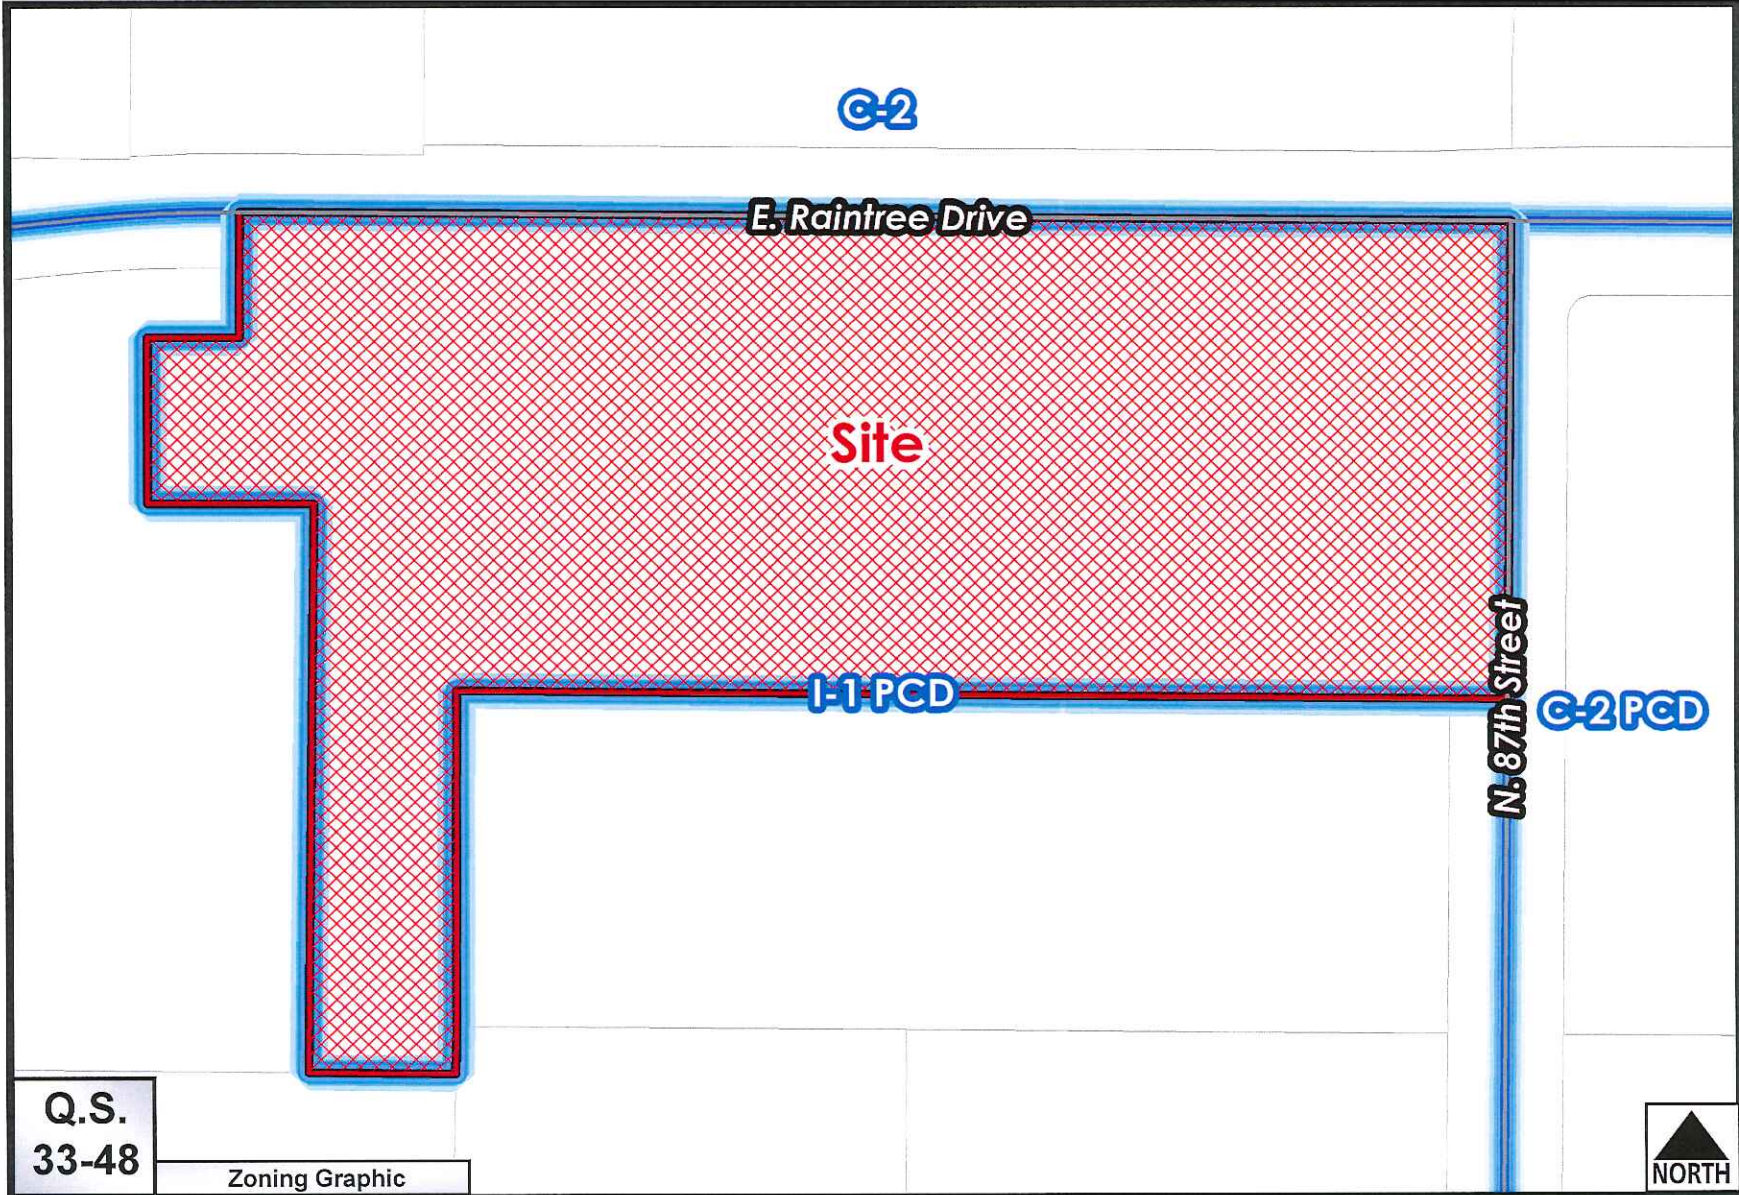 C-2
E. Raintree Drive
Site
I-1 PCD
N. 87th Street
C-2 PCD
Q.S.
33-48
Zoning Graphic
NORTH